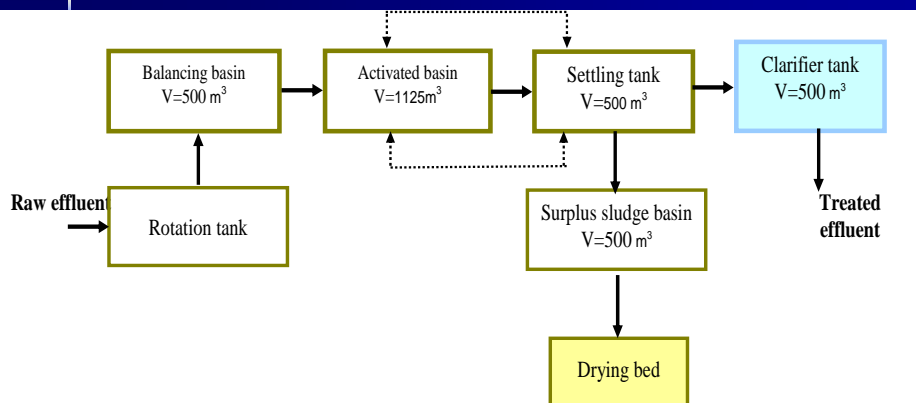 Balancing basin
V=500 m³
Activated basin
V=1125m³
Settling tank
V=500 m³
Clarifier tank
V=500 m³
Raw effluent
Rotation tank
Surplus sludge basin
V=500 m³
Treated
effluent
Drying bed